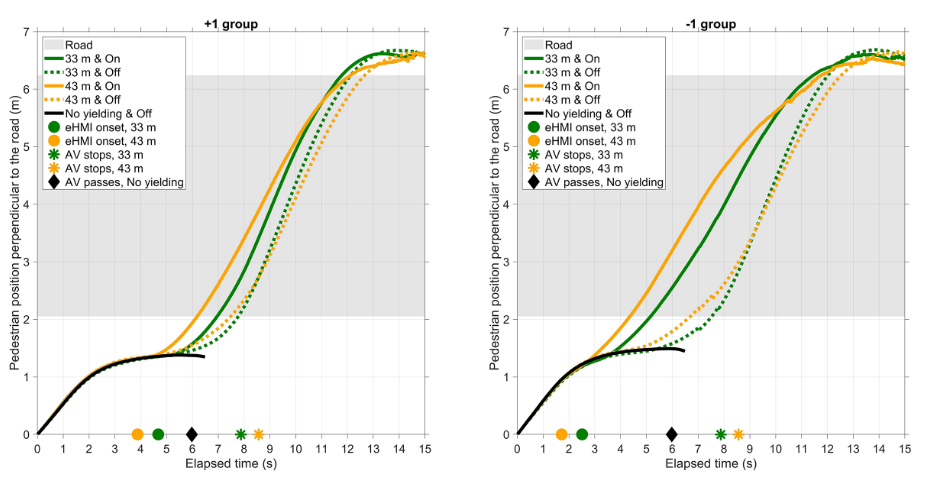 +1 group
7
6
5
4
3
2
1
0
Pedestrian position perpendicular to the road (m)
Road
33 m & On
33 m & Off
43 m & On
43 m & Off
No yielding & Off
eHMI onset, 33 m
eHMI onset, 43 m
AV stops, 33 m
AV stops, 43 m
AV passes, No yielding
0 1 2 3 4 5 6 7 8 9 10 11 12 13 14 15
Elapsed time (s)
-1 group
7
6
5
4
3
2
1
0
Pedestrian position perpendicular to the road (m)
Road
33 m & On
33 m & Off
43 m & On
43 m & Off
No yielding & Off
eHMI onset, 33 m
eHMI onset, 43 m
AV stops, 33 m
AV stops, 43 m
AV passes, No yielding
0 1 2 3 4 5 6 7 8 9 10 11 12 13 14 15
Elapsed time (s)